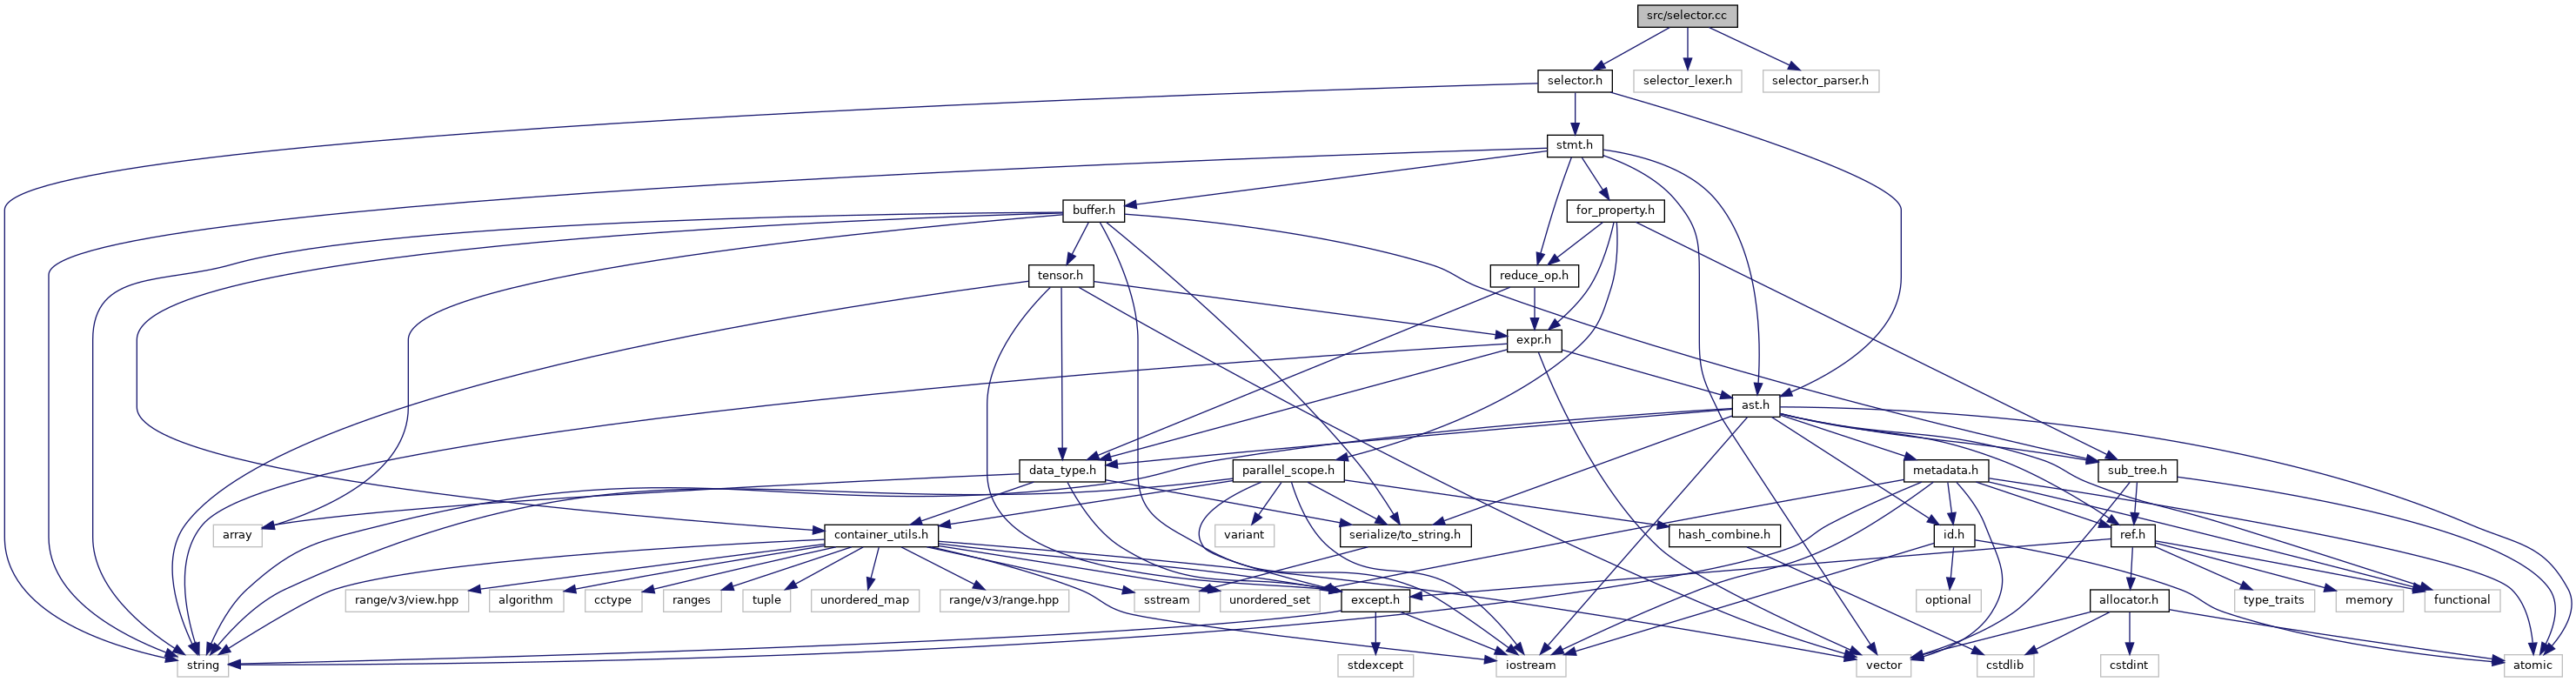 src/selector.cc
selector.h
selector_lexer.h
selector_parser.h
stmt.h
buffer.h
for_property.h
tensor.h
reduce_op.h
expr.h
ast.h
data_type.h
parallel_scope.h
metadata.h
sub_tree.h
array
container_utils.h
variant
serialize/to_string.h
hash_combine.h
id.h
ref.h
range/v3/view.hpp
algorithm
cctype
ranges
tuple
unordered_map
range/v3/range.hpp
sstream
unordered_set
except.h
optional
allocator.h
type_traits
memory
functional
string
stdexcept
iostream
vector
cstdlib
cstdint
atomic